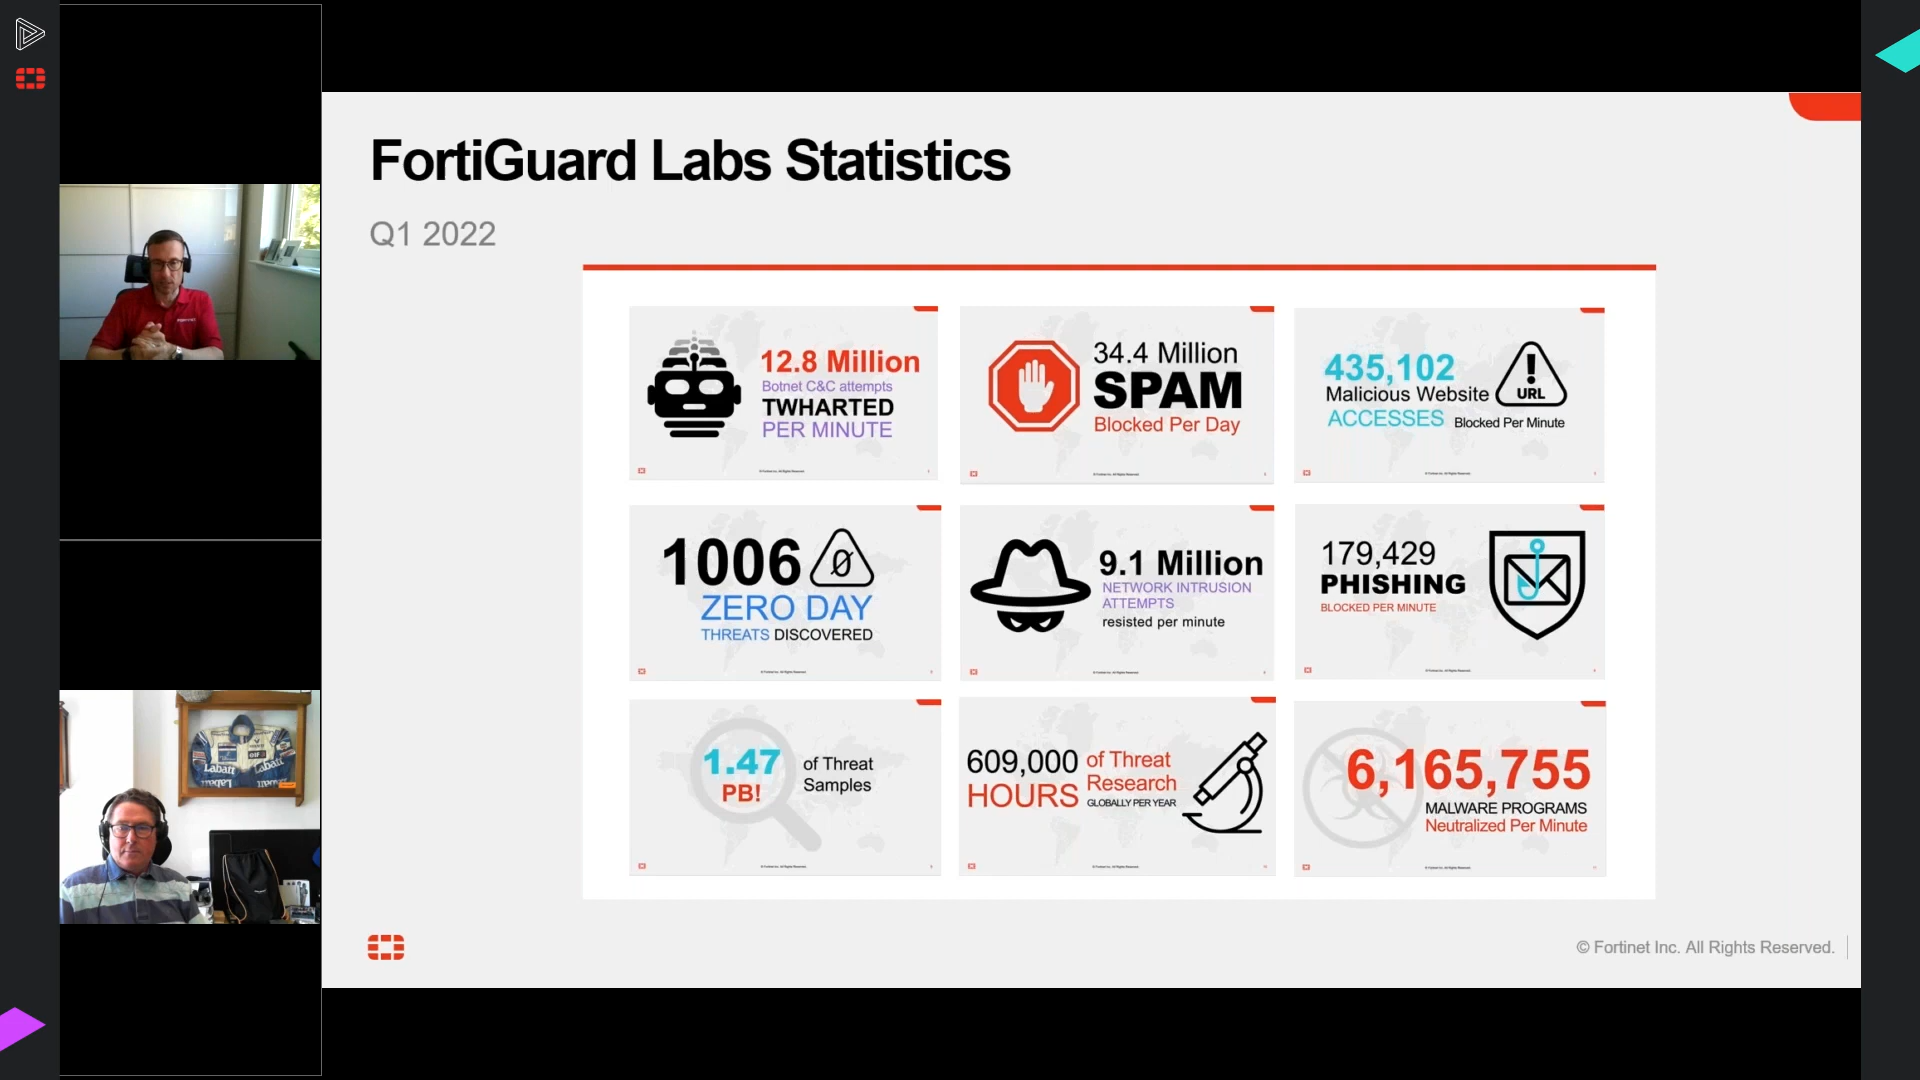 FortiGuard Labs Statistics
Q1 2022
12.8 Million
Botnet C&C attempts
TWHARTED
PER MINUTE
34.4 Million
SPAM
Blocked Per Day
435,102
Malicious Website
ACCESSES Blocked Per Minute
URL
1006
ZERO DAY
THREATS DISCOVERED
9.1 Million
NETWORK INTRUSION
ATTEMPTS
resisted per minute
179,429
PHISHING
BLOCKED PER MINUTE
1.47
PB!
of Threat
Samples
609,000
HOURS
of Threat
Research
GLOBALLY PER YEAR
6,165,755
MALWARE PROGRAMS
Neutralized Per Minute
Labatt
Labatt
© Fortinet Inc. All Rights Reserved.